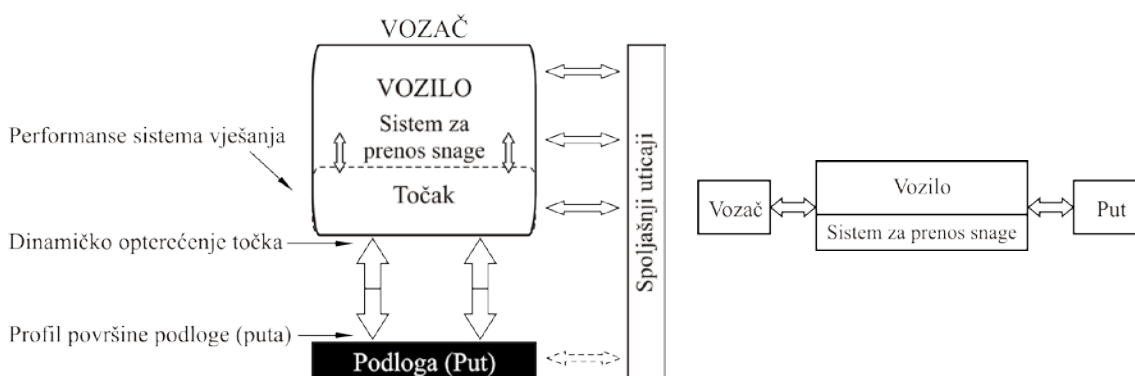 VOZAČ
VOZILO
Sistem za
prenos snage
Točak
Performanse sistema vješanja
Dinamičko opterećenje točka
Profil površine podloge (puta)
Podloga (Put)
Spoljašnji uticaji
Vozač
Vozilo
Sistem za prenos snage
Put